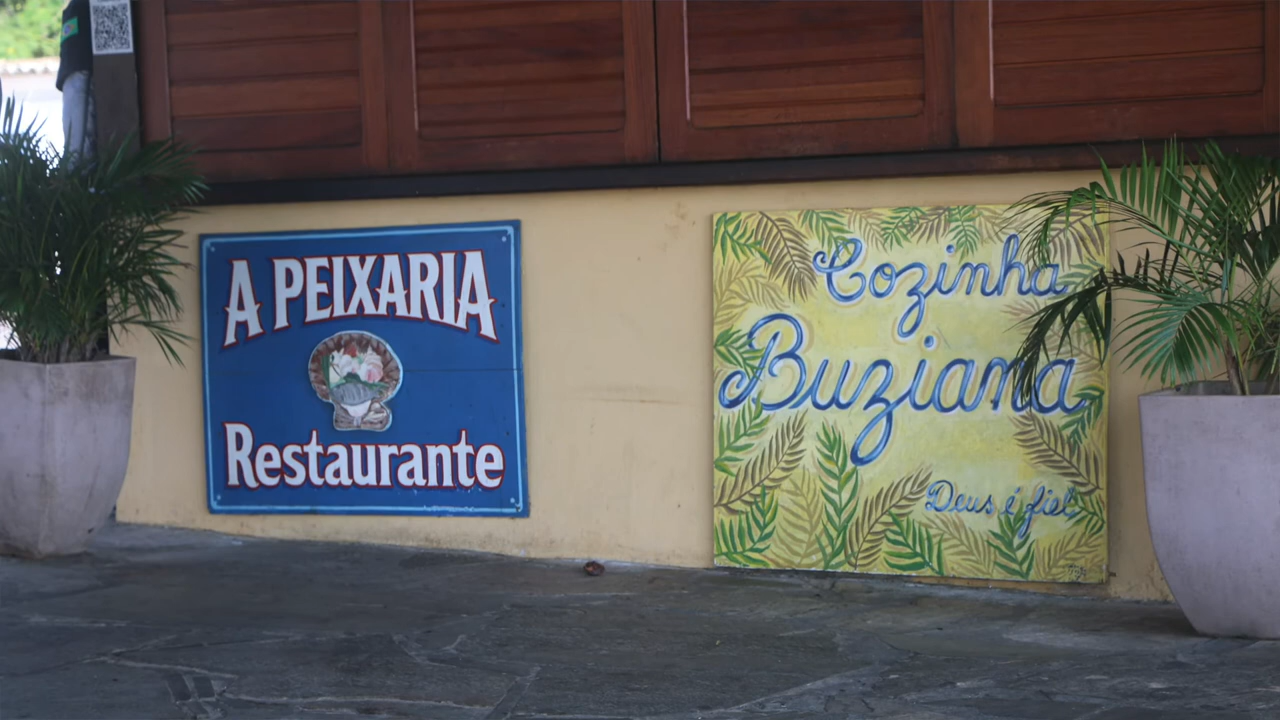 A PEIXARIA
Restaurante
Cozinha
Buziana
Deus é fiel